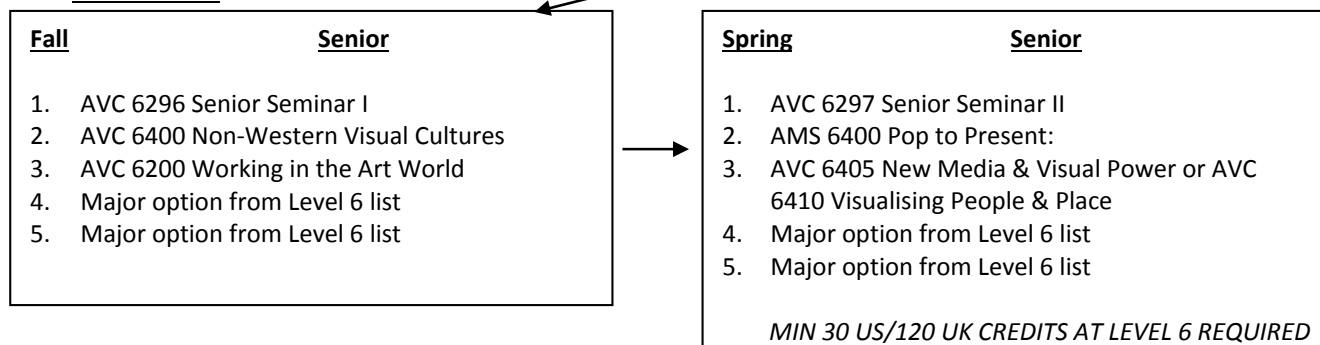 Fall Senior
1. AVC 6296 Senior Seminar I
2. AVC 6400 Non-Western Visual Cultures
3. AVC 6200 Working in the Art World
4. Major option from Level 6 list
5. Major option from Level 6 list
Spring Senior
1. AVC 6297 Senior Seminar II
2. AMS 6400 Pop to Present:
3. AVC 6405 New Media & Visual Power or AVC
6410 Visualising People & Place
4. Major option from Level 6 list
5. Major option from Level 6 list
MIN 30 US/120 UK CREDITS AT LEVEL 6 REQUIRED